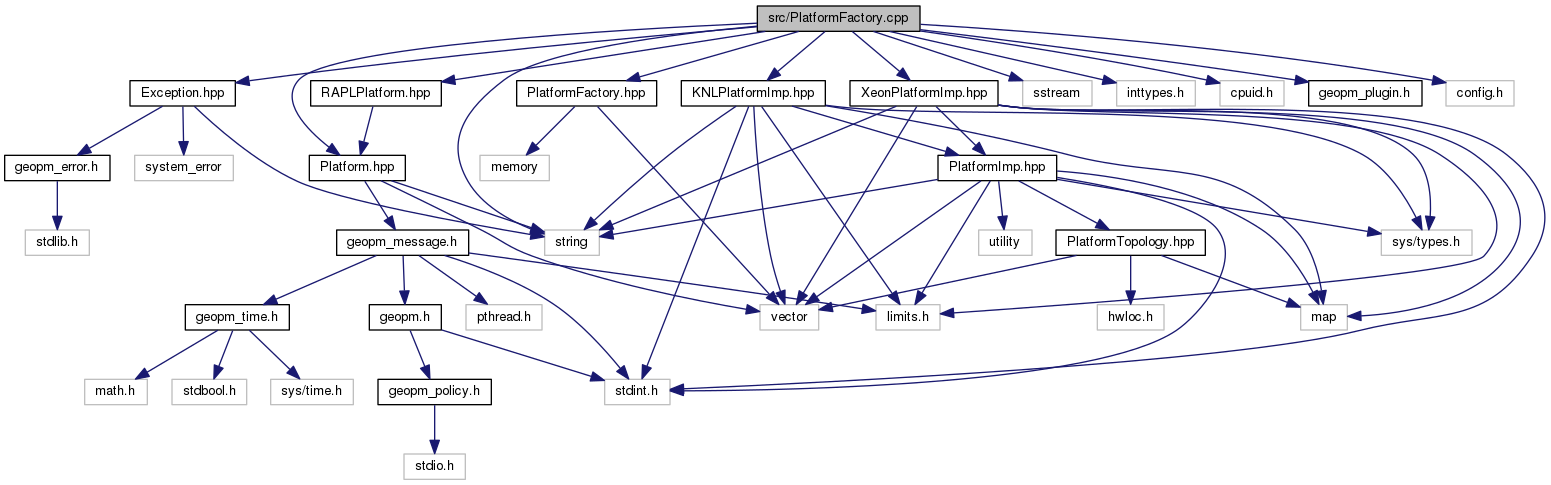 src/PlatformFactory.cpp
Exception.hpp
RAPLPlatform.hpp
PlatformFactory.hpp
KNLPlatformImp.hpp
XeonPlatformImp.hpp
sstream
inttypes.h
cpuid.h
geopm_plugin.h
config.h
geopm_error.h
system_error
Platform.hpp
memory
PlatformImp.hpp
stdlib.h
geopm_message.h
string
utility
PlatformTopology.hpp
sys/types.h
geopm_time.h
geopm.h
pthread.h
vector
limits.h
hwloc.h
map
math.h
stdbool.h
sys/time.h
geopm_policy.h
stdint.h
stdio.h